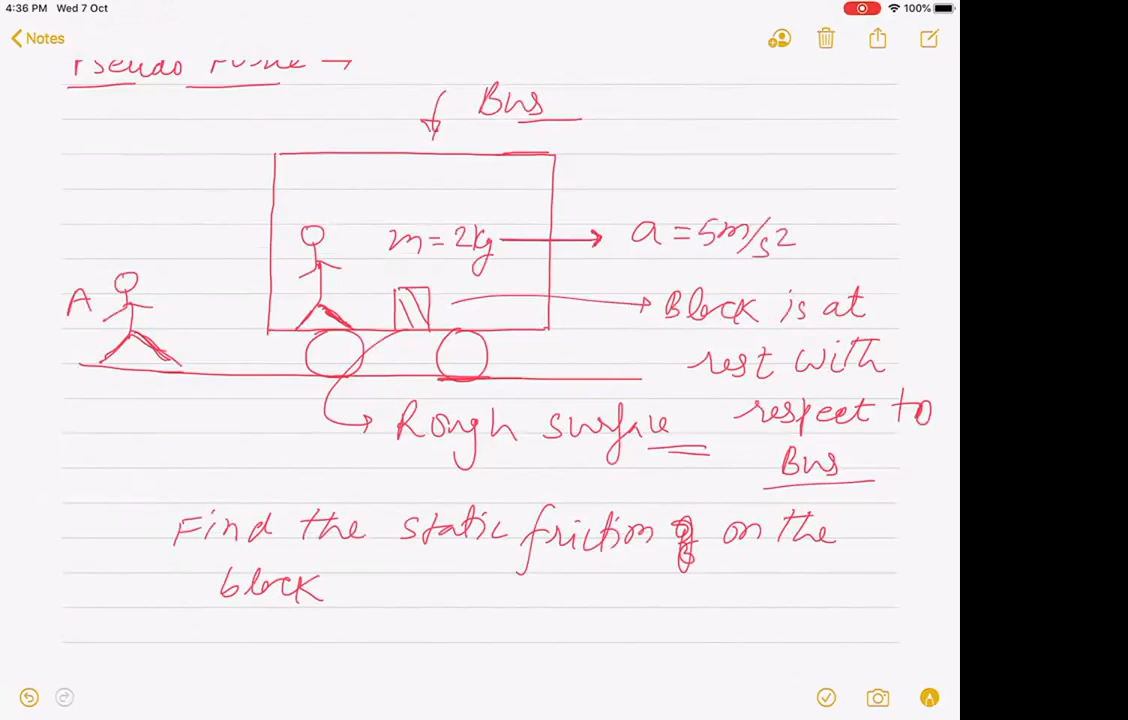 4:36 PM Wed 7 Oct
100%
Notes
Pseudo
Bus
m = 2kg
a = 5m/s2
A
Block is at
rest with
respect to
Bus
Rough surface
Find the static friction on the
block